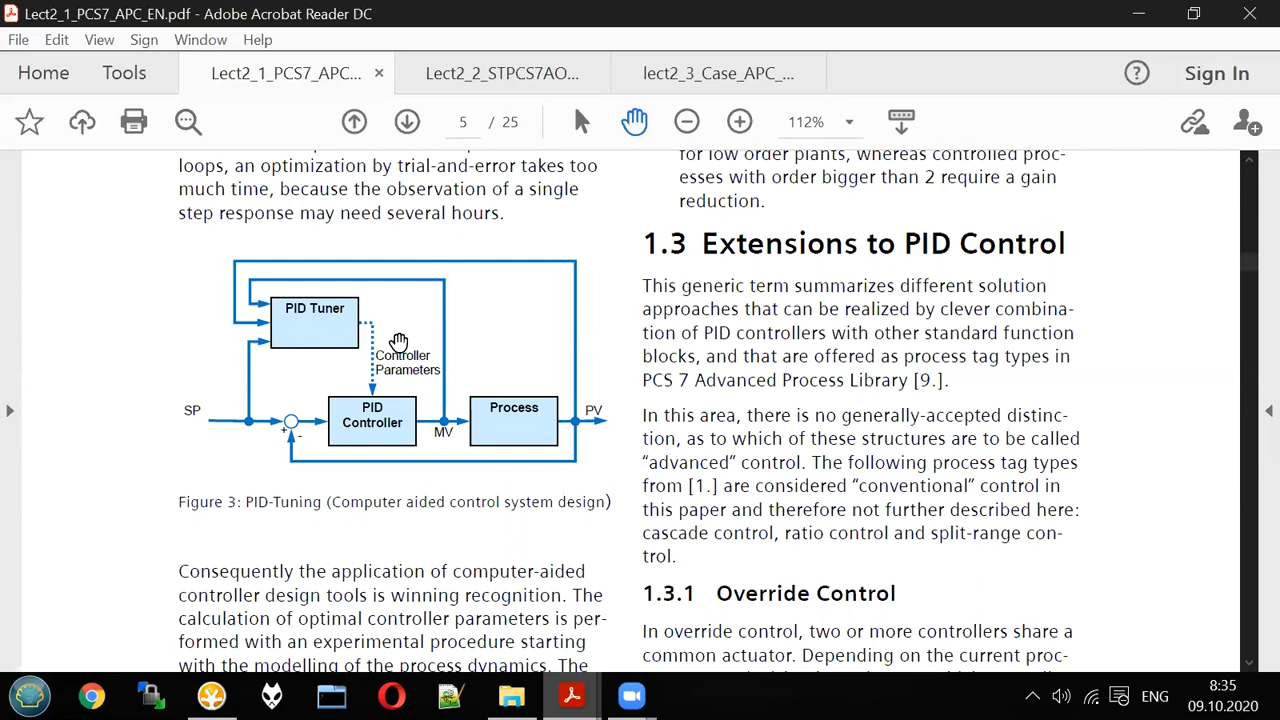 Lect2_1_PCS7_APC_EN.pdf - Adobe Acrobat Reader DC
File Edit View Sign Window Help
Home Tools Lect2_1_PCS7_APC... × Lect2_2_STPCS7AO... lect2_3_Case_APC_... ? Sign In
5 / 25 112%
loops, an optimization by trial-and-error takes too
much time, because the observation of a single
step response may need several hours.
PID Tuner
Controller
Parameters
SP
+
-
PID
Controller
MV
Process
PV
Figure 3: PID-Tuning (Computer aided control system design)
Consequently the application of computer-aided
controller design tools is winning recognition. The
calculation of optimal controller parameters is per-
formed with an experimental procedure starting
with the modelling of the process dynamics. The
for low order plants, whereas controlled proc-
esses with order bigger than 2 require a gain
reduction.
1.3 Extensions to PID Control
This generic term summarizes different solution
approaches that can be realized by clever combina-
tion of PID controllers with other standard function
blocks, and that are offered as process tag types in
PCS 7 Advanced Process Library [9.].
In this area, there is no generally-accepted distinc-
tion, as to which of these structures are to be called
“advanced” control. The following process tag types
from [1.] are considered “conventional” control in
this paper and therefore not further described here:
cascade control, ratio control and split-range con-
trol.
1.3.1 Override Control
In override control, two or more controllers share a
common actuator. Depending on the current proc-
ENG
8:35
09.10.2020